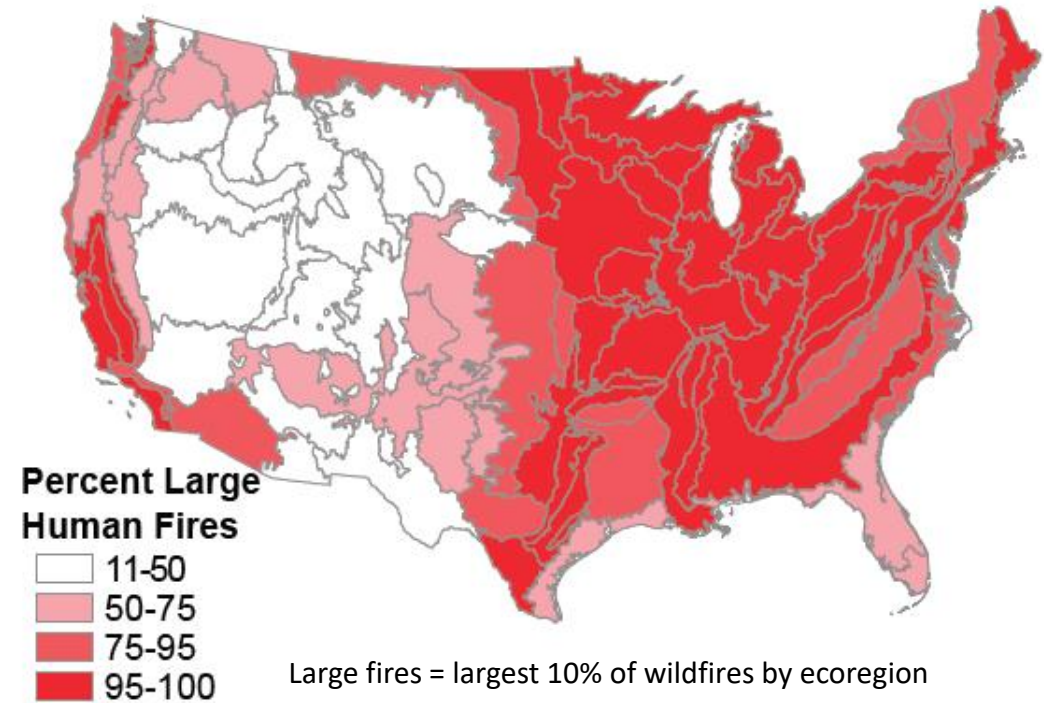 Percent Large
Human Fires
11-50
50-75
75-95
95-100
Large fires = largest 10% of wildfires by ecoregion